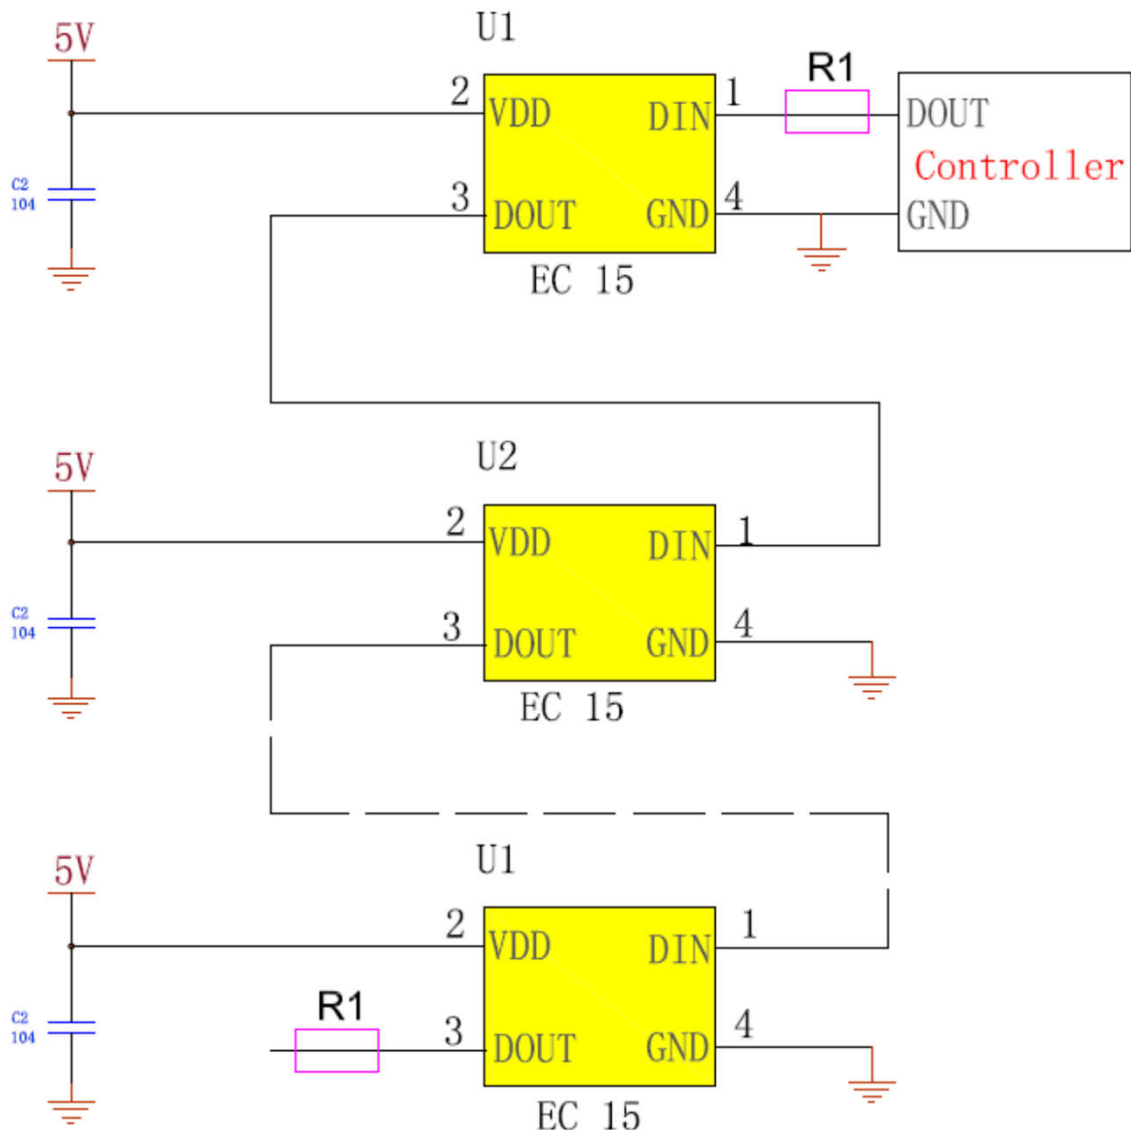 5V
U1
R1
2
VDD
DIN
1
DOUT
Controller
C2
104
3
DOUT
GND
4
GND
EC 15
5V
U2
2
VDD
DIN
1
C2
104
3
DOUT
GND
4
EC 15
5V
U1
2
VDD
DIN
1
C2
104
R1
3
DOUT
GND
4
EC 15